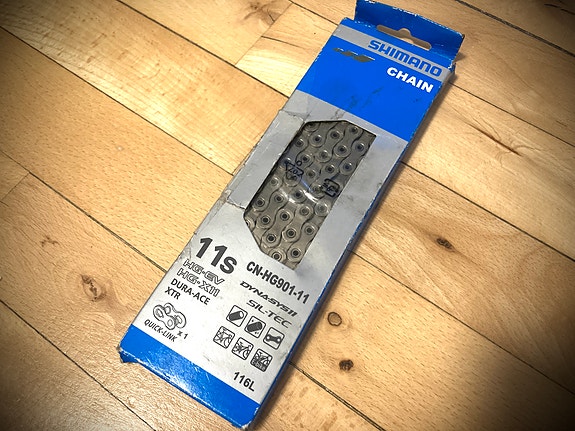 SHIMANO
CHAIN
11s
CN-HG901-11
HG-EV
HG-X11
DYNASYS11
DURA-ACE
SIL-TEC
XTR
QUICK-LINK
x1
116L